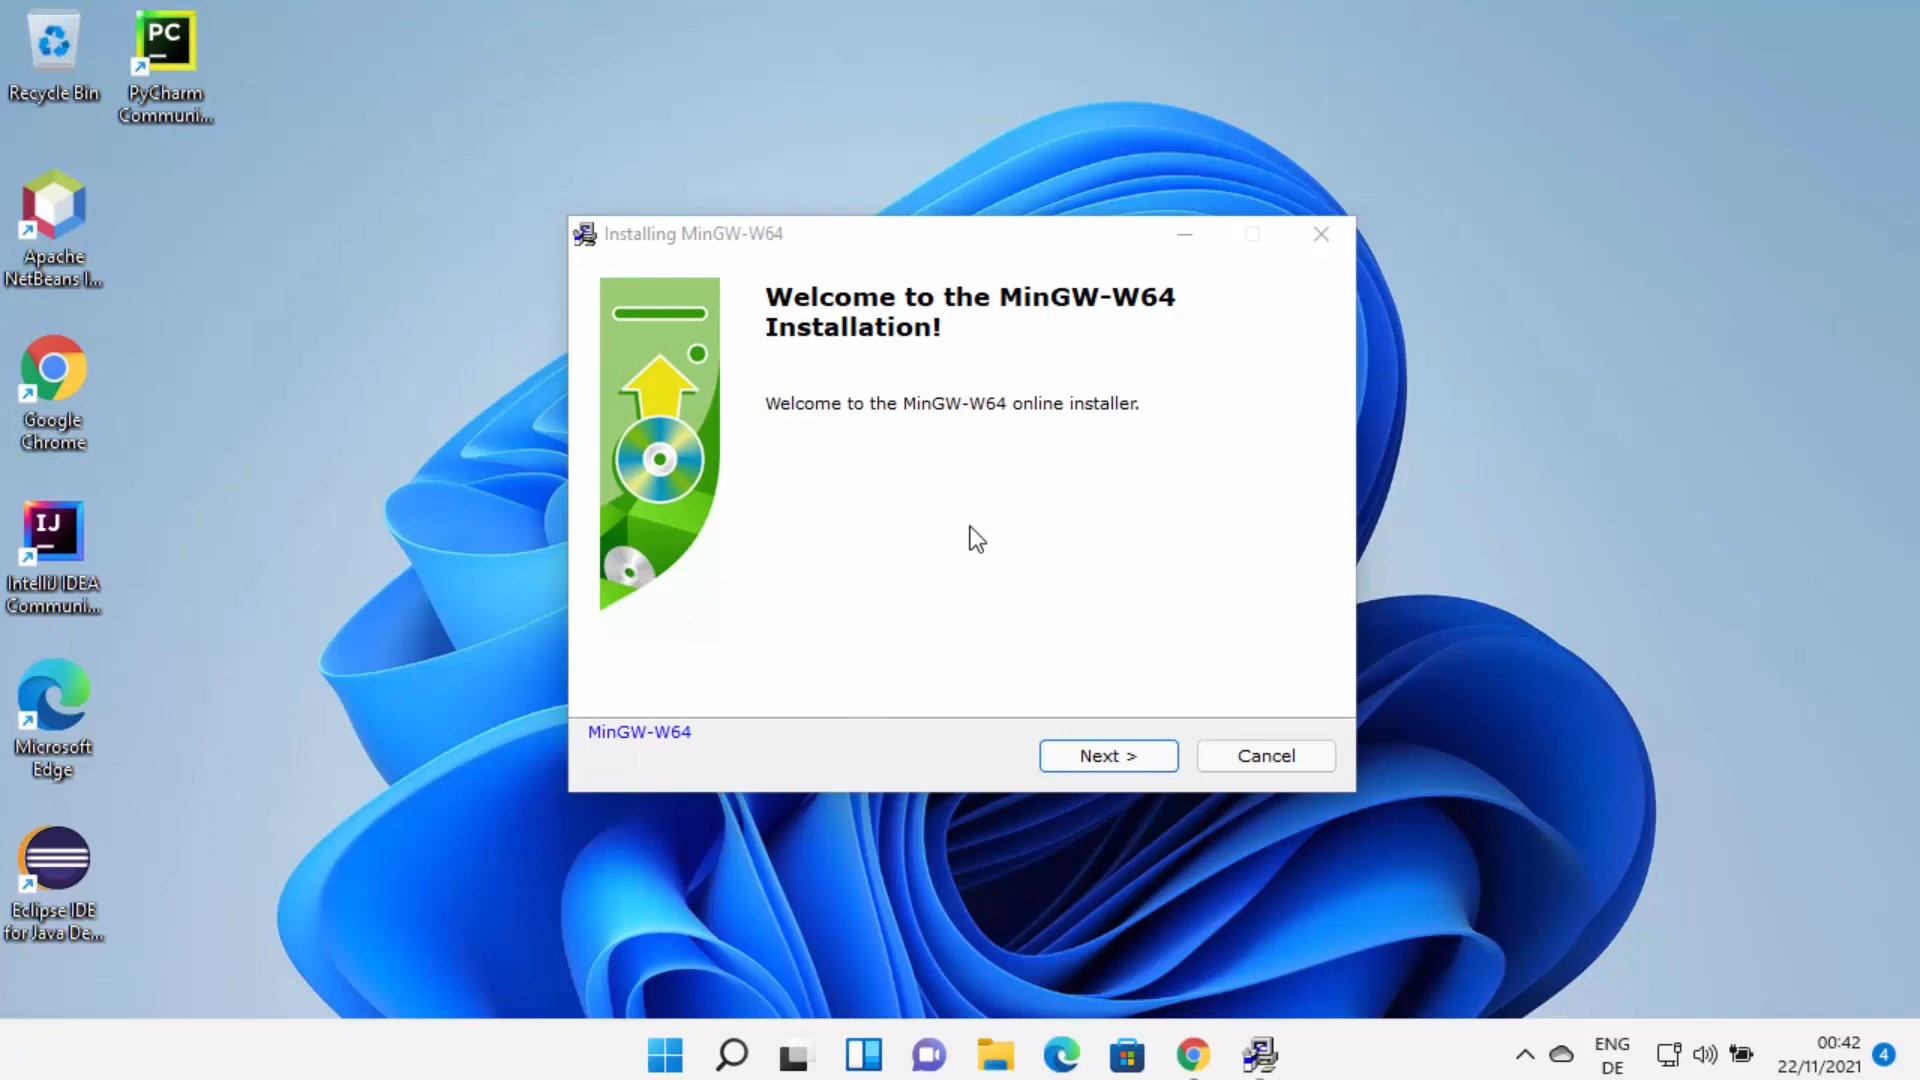 Recycle Bin
PC
PyCharm
Communi...
Apache
NetBeans I...
Google
Chrome
IJ
IntelliJ IDEA
Communi...
Microsoft
Edge
Eclipse IDE
for Java De...
Installing MinGW-W64
Welcome to the MinGW-W64
Installation!
Welcome to the MinGW-W64 online installer.
MinGW-W64
Next >
Cancel
ENG
DE
00:42
22/11/2021
4